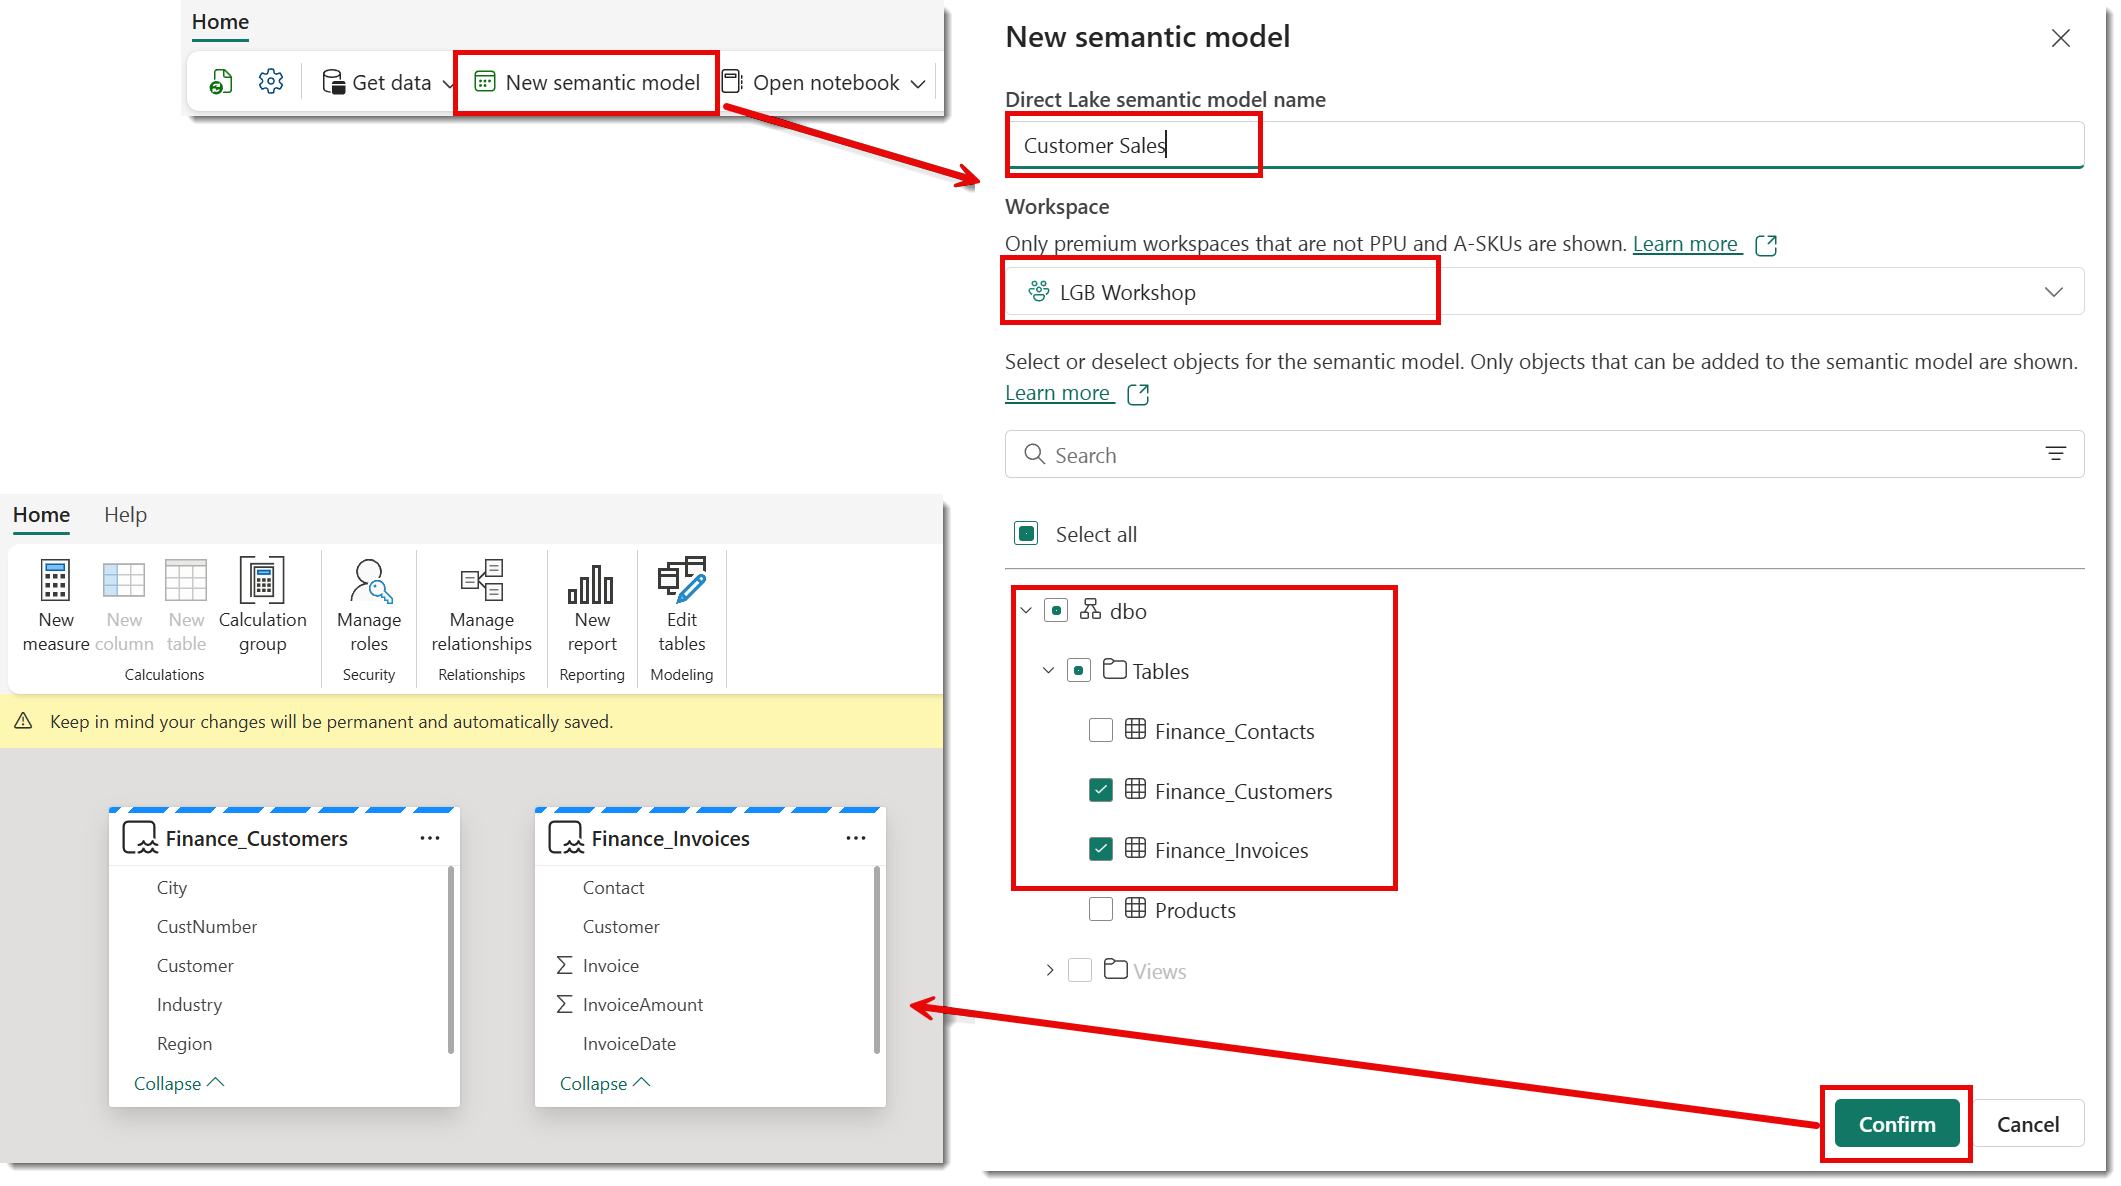 Home
Get data
New semantic model
Open notebook
New semantic model
Direct Lake semantic model name
Customer Sales
Workspace
Only premium workspaces that are not PPU and A-SKUs are shown. Learn more
LGB Workshop
Select or deselect objects for the semantic model. Only objects that can be added to the semantic model are shown.
Learn more
Search
Select all
dbo
Tables
Finance_Contacts
Finance_Customers
Finance_Invoices
Products
Views
Confirm
Cancel
Home
Help
New
measure
New
column
New
table
Calculation
group
Calculations
Manage
roles
Security
Manage
relationships
Relationships
New
report
Reporting
Edit
tables
Modeling
Keep in mind your changes will be permanent and automatically saved.
Finance_Customers
City
CustNumber
Customer
Industry
Region
Collapse
Finance_Invoices
Contact
Customer
Invoice
InvoiceAmount
InvoiceDate
Collapse